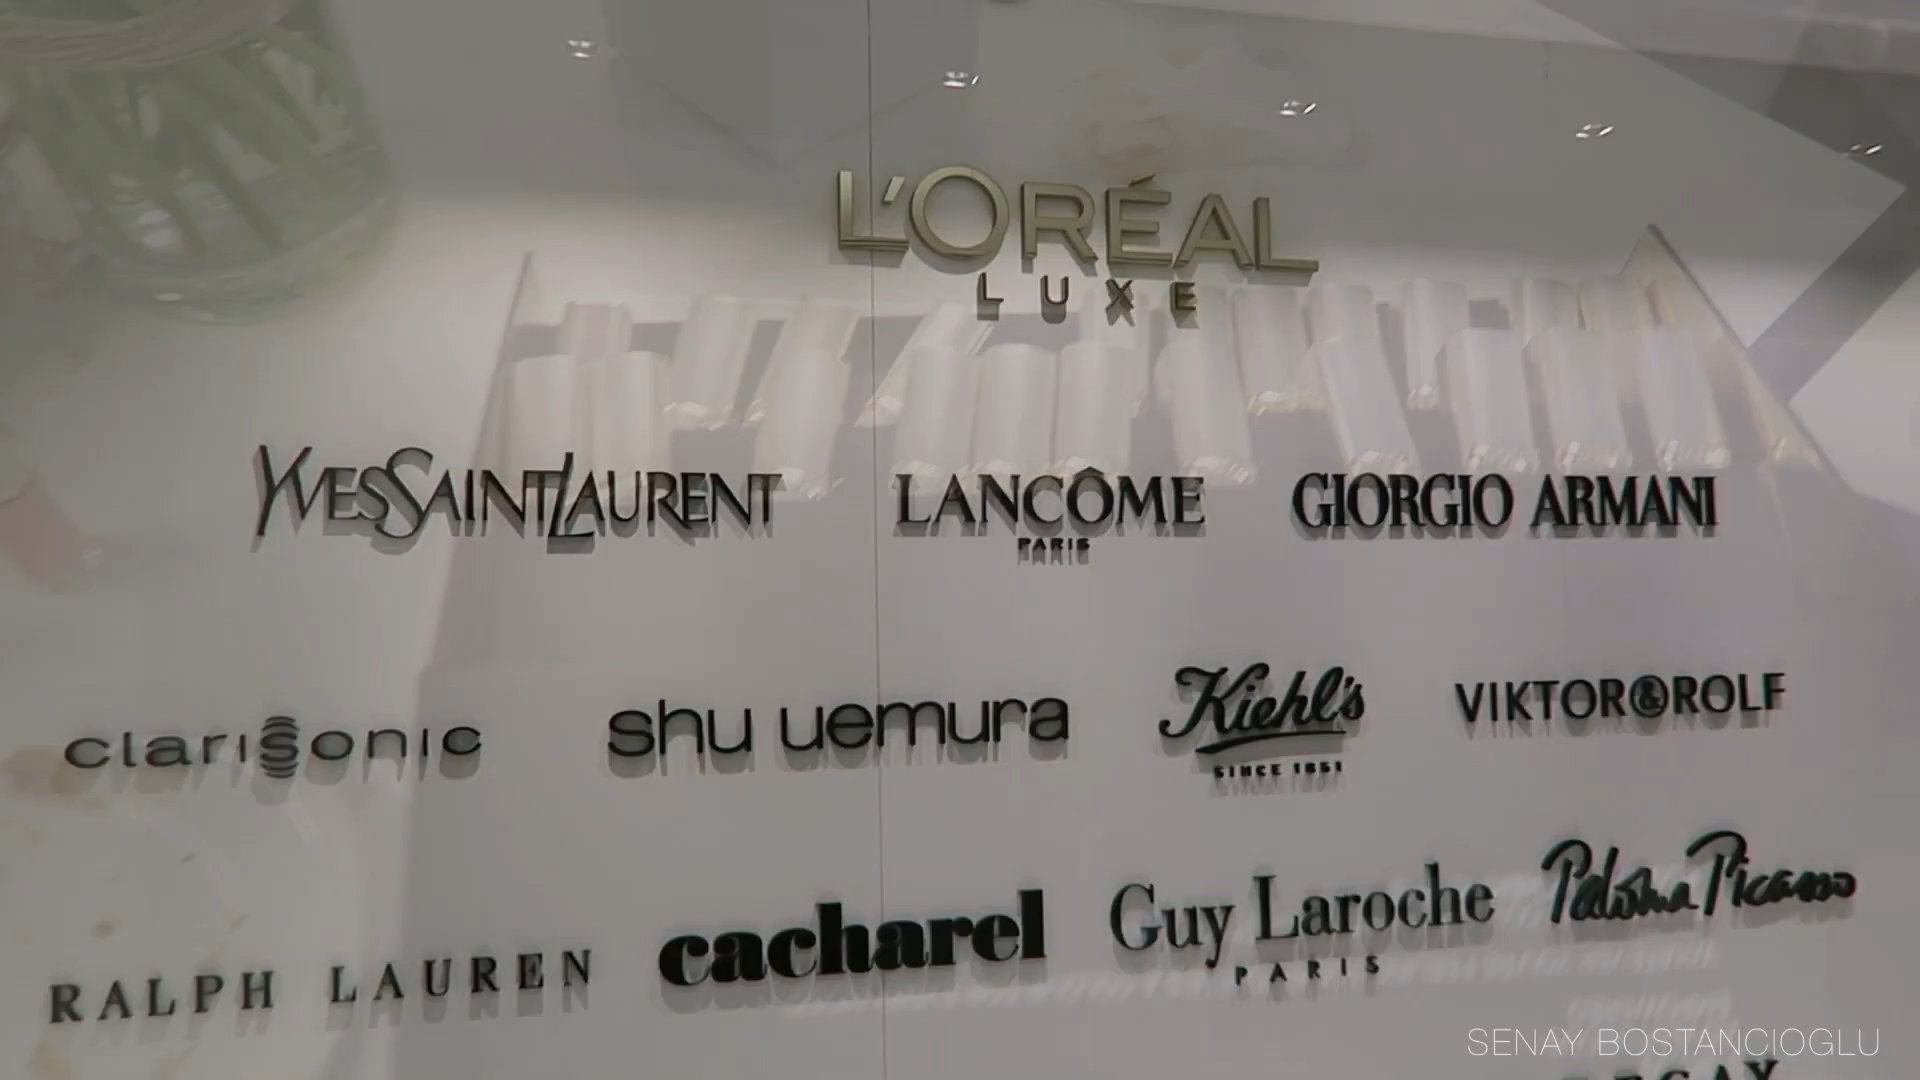 L'ORÉAL
LUXE
YVESSAINTLAURENT LANCÔME GIORGIO ARMANI
PARIS
clarisonic shu uemura Kiehl's VIKTOR&ROLF
SINCE 1851
RALPH LAUREN cacharel Guy Laroche Paloma Picasso
PARIS
SENAY BOSTANCIOGLU